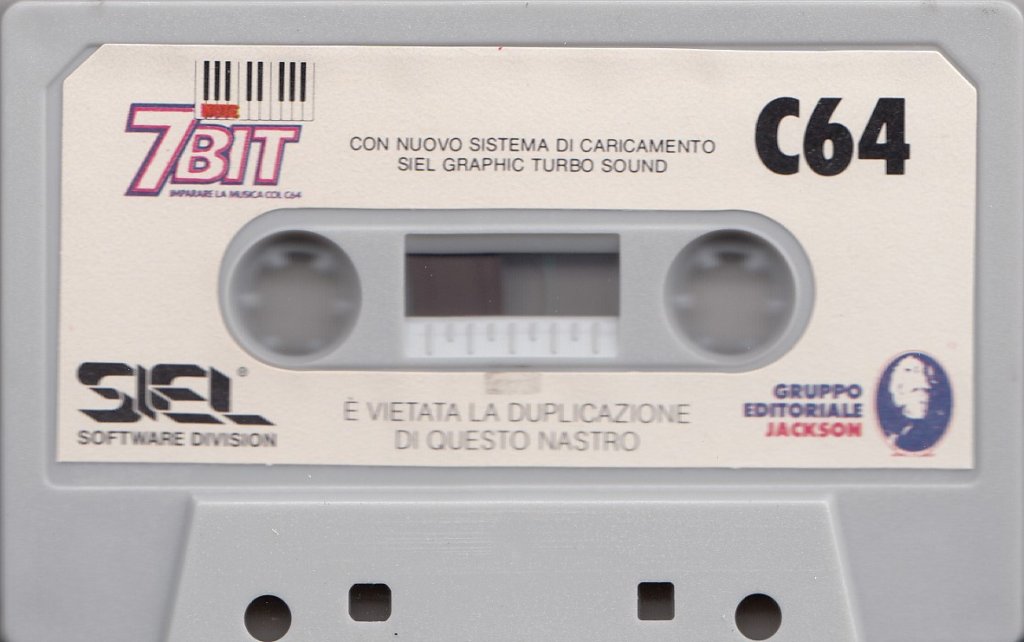 7BIT
IMPARARE LA MUSICA COL C64
CON NUOVO SISTEMA DI CARICAMENTO
SIEL GRAPHIC TURBO SOUND
C64
SIEL®
SOFTWARE DIVISION
È VIETATA LA DUPLICAZIONE
DI QUESTO NASTRO
GRUPPO
EDITORIALE
JACKSON